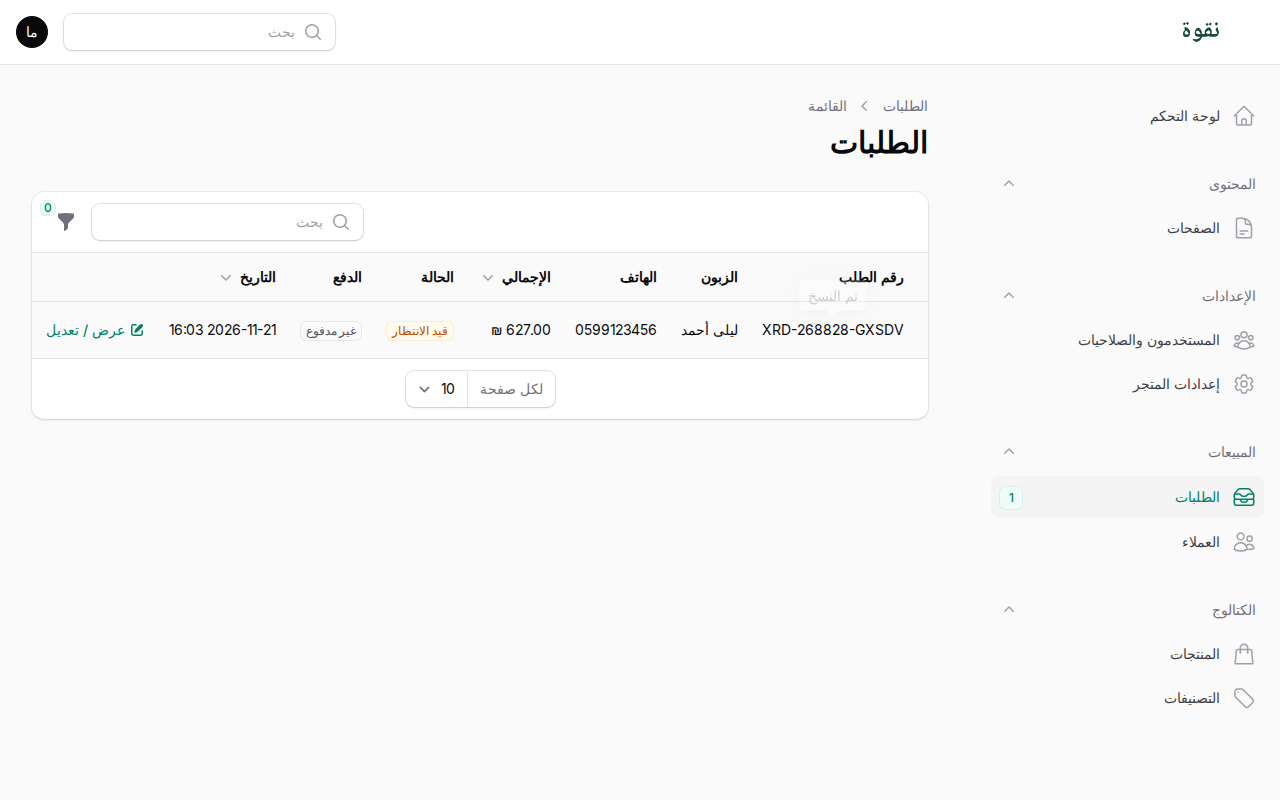 نقوة
بحث
ما
لوحة التحكم
المحتوى
الصفحات
الإعدادات
المستخدمون والصلاحيات
إعدادات المتجر
المبيعات
الطلبات 1
العملاء
الكتالوج
المنتجات
التصنيفات
الطلبات القائمة
الطلبات
بحث
0
رقم الطلب الزبون الهاتف الإجمالي الحالة الدفع التاريخ
تم النسخ
XRD-268828-GXSDV ليلى أحمد 0599123456 627.00 ₪ قيد الانتظار غير مدفوع 2026-11-21 16:03 عرض / تعديل
لكل صفحة 10